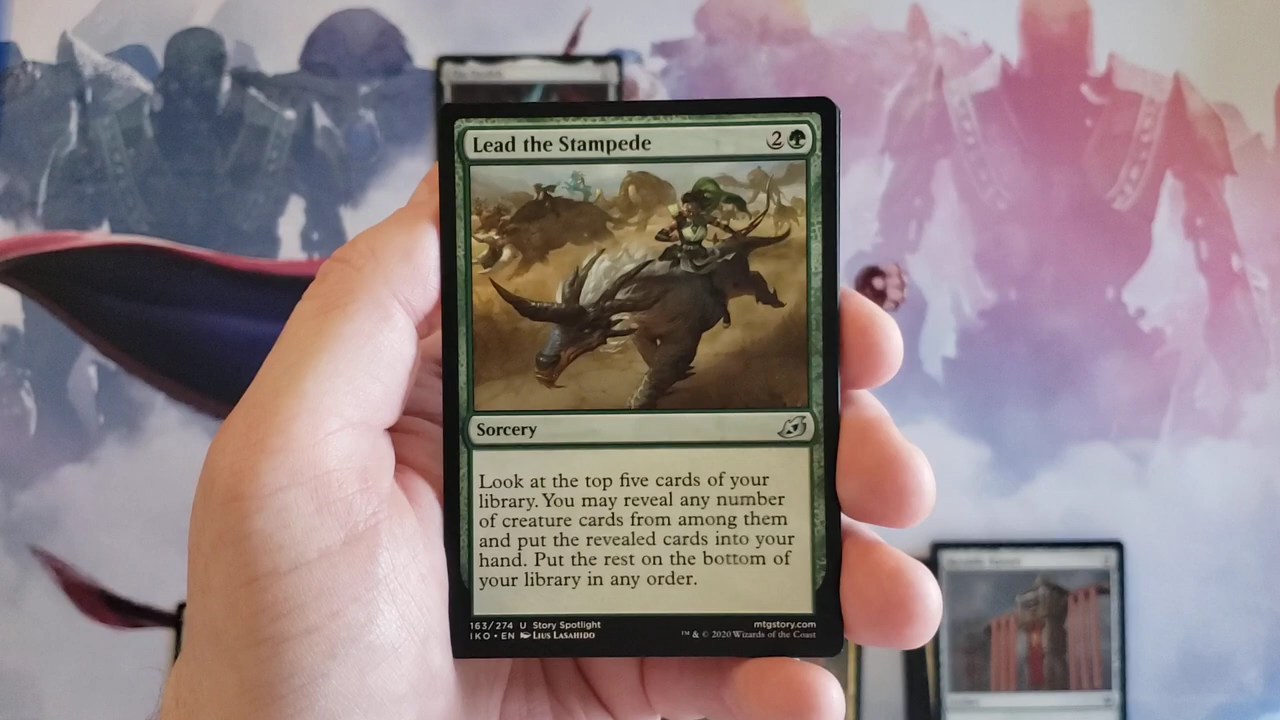 Lead the Stampede 2
Sorcery
Look at the top five cards of your
library. You may reveal any number
of creature cards from among them
and put the revealed cards into your
hand. Put the rest on the bottom of
your library in any order.
163/274 U Story Spotlight mtgstory.com
IKO • EN Lius Lasahido ™ & © 2020 Wizards of the Coast